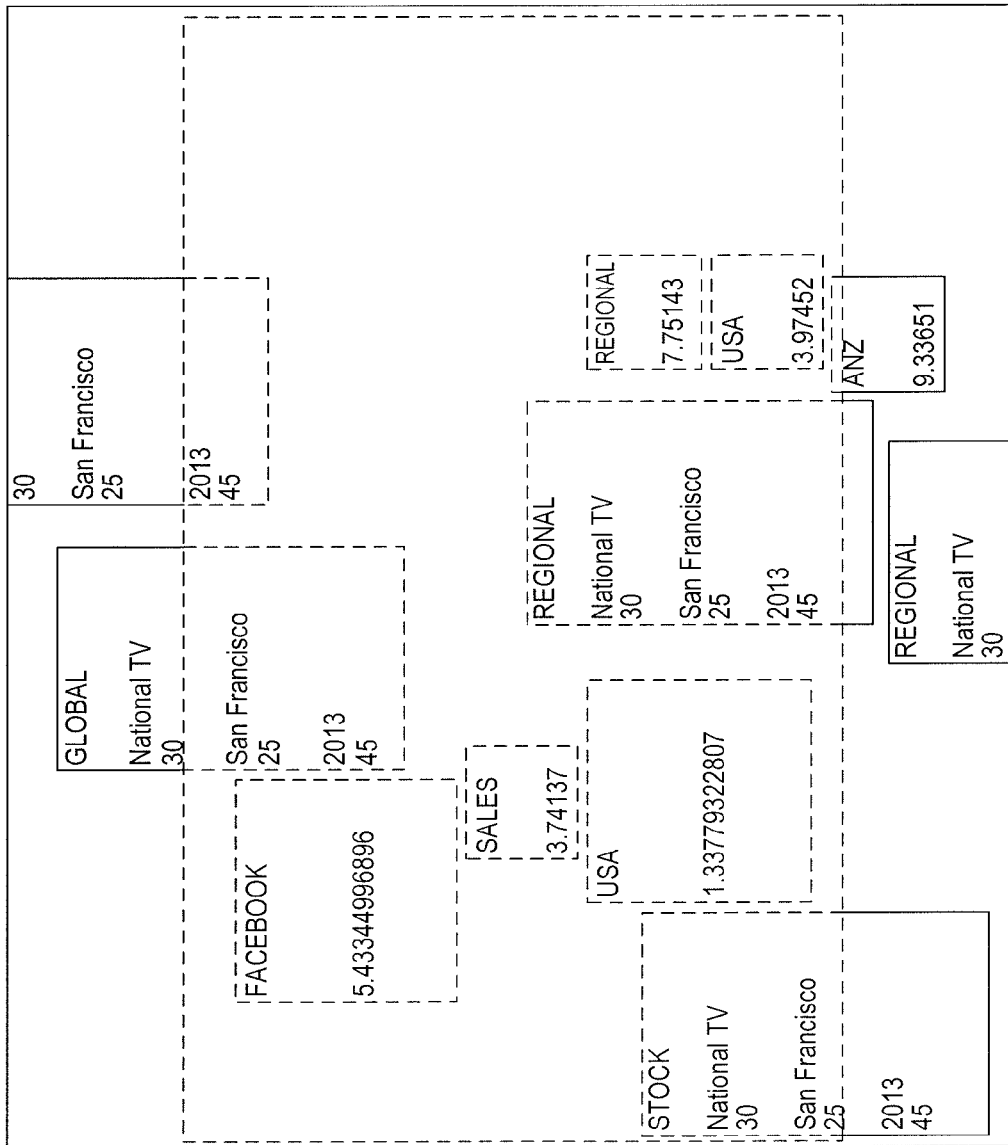 30
San Francisco
25
2013
45
GLOBAL
National TV
30
San Francisco
25
2013
45
FACEBOOK
5.43344996896
SALES
3.74137
REGIONAL
National TV
30
San Francisco
25
2013
45
USA
1.33779322807
REGIONAL
7.75143
USA
3.97452
STOCK
National TV
30
San Francisco
25
2013
45
ANZ
9.33651
REGIONAL
National TV
30